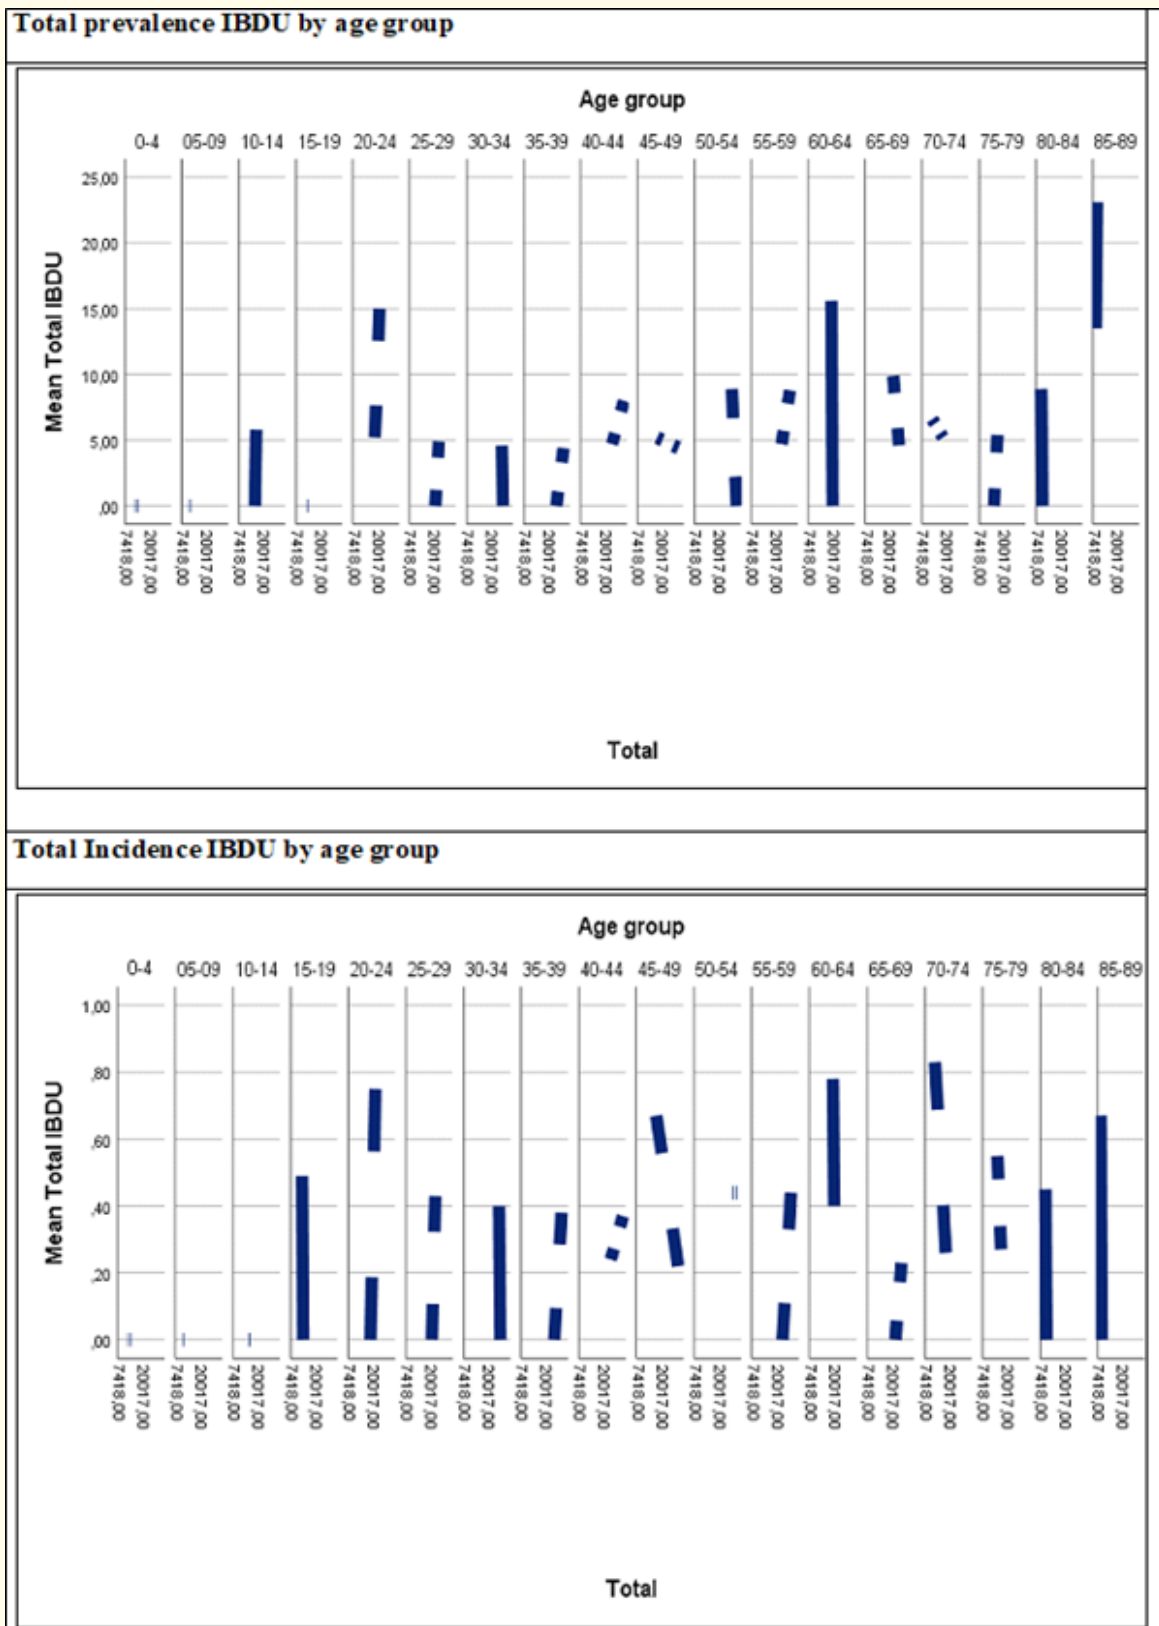 Total prevalence IBDU by age group
Age group
0-4 05-09 10-14 15-19 20-24 25-29 30-34 35-39 40-44 45-49 50-54 55-59 60-64 65-69 70-74 75-79 80-84 85-89
25,00
20,00
15,00
10,00
5,00
,00
Mean Total IBDU
7418,00 20017,00 7418,00 20017,00 7418,00 20017,00 7418,00 20017,00 7418,00 20017,00 7418,00 20017,00 7418,00 20017,00 7418,00 20017,00 7418,00 20017,00 7418,00 20017,00 7418,00 20017,00 7418,00 20017,00 7418,00 20017,00 7418,00 20017,00 7418,00 20017,00 7418,00 20017,00 7418,00 20017,00 7418,00 20017,00
Total
Total Incidence IBDU by age group
Age group
0-4 05-09 10-14 15-19 20-24 25-29 30-34 35-39 40-44 45-49 50-54 55-59 60-64 65-69 70-74 75-79 80-84 85-89
1,00
,80
,60
,40
,20
,00
Mean Total IBDU
7418,00 20017,00 7418,00 20017,00 7418,00 20017,00 7418,00 20017,00 7418,00 20017,00 7418,00 20017,00 7418,00 20017,00 7418,00 20017,00 7418,00 20017,00 7418,00 20017,00 7418,00 20017,00 7418,00 20017,00 7418,00 20017,00 7418,00 20017,00 7418,00 20017,00 7418,00 20017,00 7418,00 20017,00 7418,00 20017,00
Total